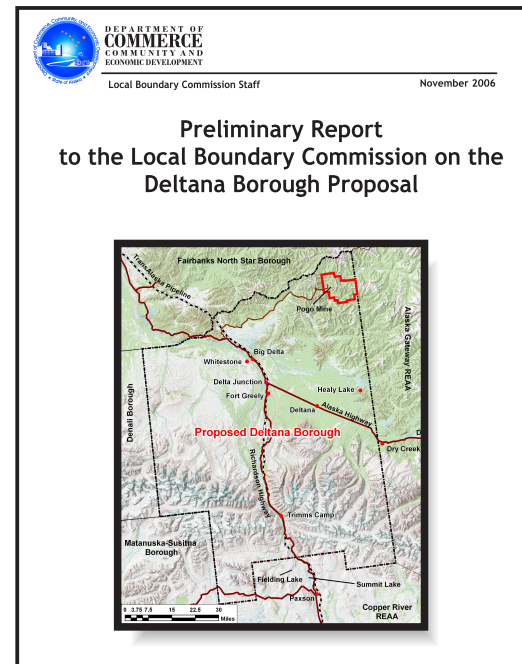 DEPARTMENT OF
COMMERCE
COMMUNITY AND
ECONOMIC DEVELOPMENT
Local Boundary Commission Staff
November 2006
Preliminary Report
to the Local Boundary Commission on the
Deltana Borough Proposal
Fairbanks North Star Borough
TransAlaska Pipeline
Pogo Mine
Alaska Gateway REAA
Big Delta
Whitestone
Delta Junction
Fort Greely
Healy Lake
Deltana
Alaska Highway
Denali Borough
Proposed Deltana Borough
D
Dry Creek
Richardson Highway
Trimms Camp
Matanuska-Susitna
Borough
Fielding Lake
Summit Lake
Paxson
Copper River
REAA
0 3.75 7.5 15 22.5 30
Miles